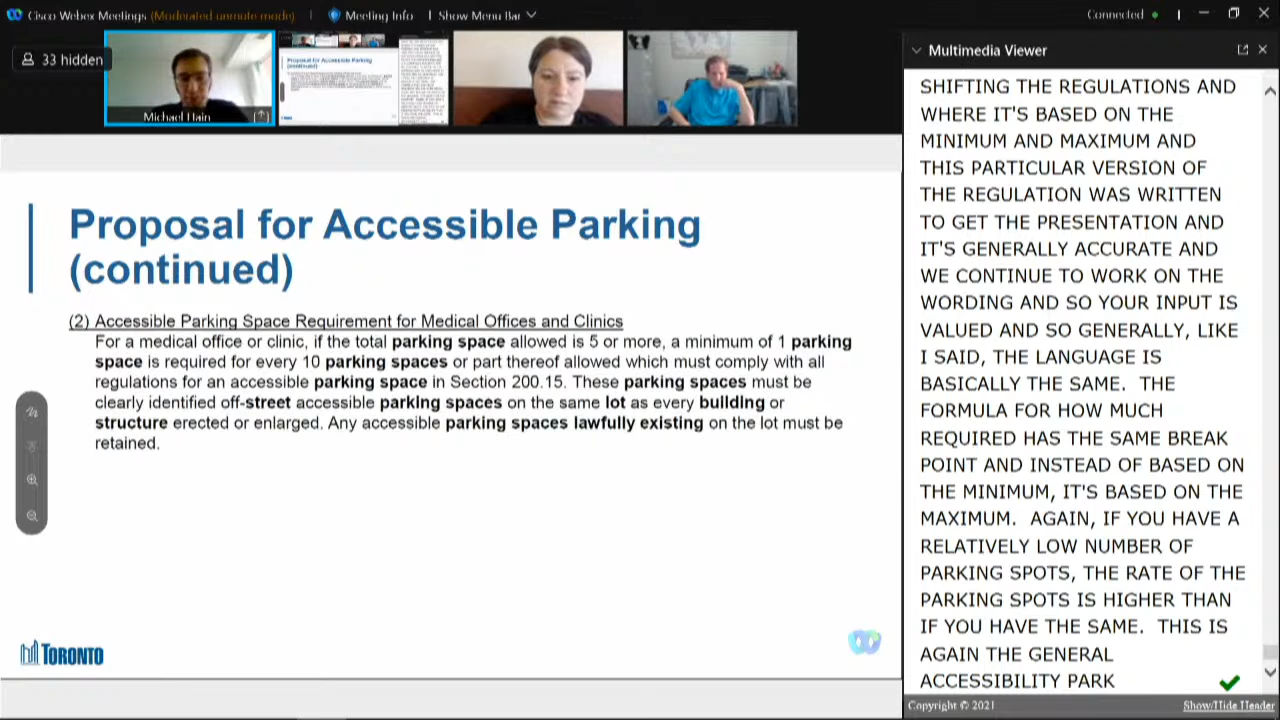 Cisco Webex Meetings (Moderated unmute mode) | Meeting Info | Show Menu Bar
Connected
33 hidden
Michael Hain
Proposal for Accessible Parking (continued)
Multimedia Viewer
Proposal for Accessible Parking
(continued)
(2) Accessible Parking Space Requirement for Medical Offices and Clinics
For a medical office or clinic, if the total parking space allowed is 5 or more, a minimum of 1 parking
space is required for every 10 parking spaces or part thereof allowed which must comply with all
regulations for an accessible parking space in Section 200.15. These parking spaces must be
clearly identified off-street accessible parking spaces on the same lot as every building or
structure erected or enlarged. Any accessible parking spaces lawfully existing on the lot must be
retained.
TORONTO
SHIFTING THE REGULATIONS AND
WHERE IT'S BASED ON THE
MINIMUM AND MAXIMUM AND
THIS PARTICULAR VERSION OF
THE REGULATION WAS WRITTEN
TO GET THE PRESENTATION AND
IT'S GENERALLY ACCURATE AND
WE CONTINUE TO WORK ON THE
WORDING AND SO YOUR INPUT IS
VALUED AND SO GENERALLY, LIKE
I SAID, THE LANGUAGE IS
BASICALLY THE SAME. THE
FORMULA FOR HOW MUCH
REQUIRED HAS THE SAME BREAK
POINT AND INSTEAD OF BASED ON
THE MINIMUM, IT'S BASED ON THE
MAXIMUM. AGAIN, IF YOU HAVE A
RELATIVELY LOW NUMBER OF
PARKING SPOTS, THE RATE OF THE
PARKING SPOTS IS HIGHER THAN
IF YOU HAVE THE SAME. THIS IS
AGAIN THE GENERAL
ACCESSIBILITY PARK
Copyright © 2021
Show/Hide Header